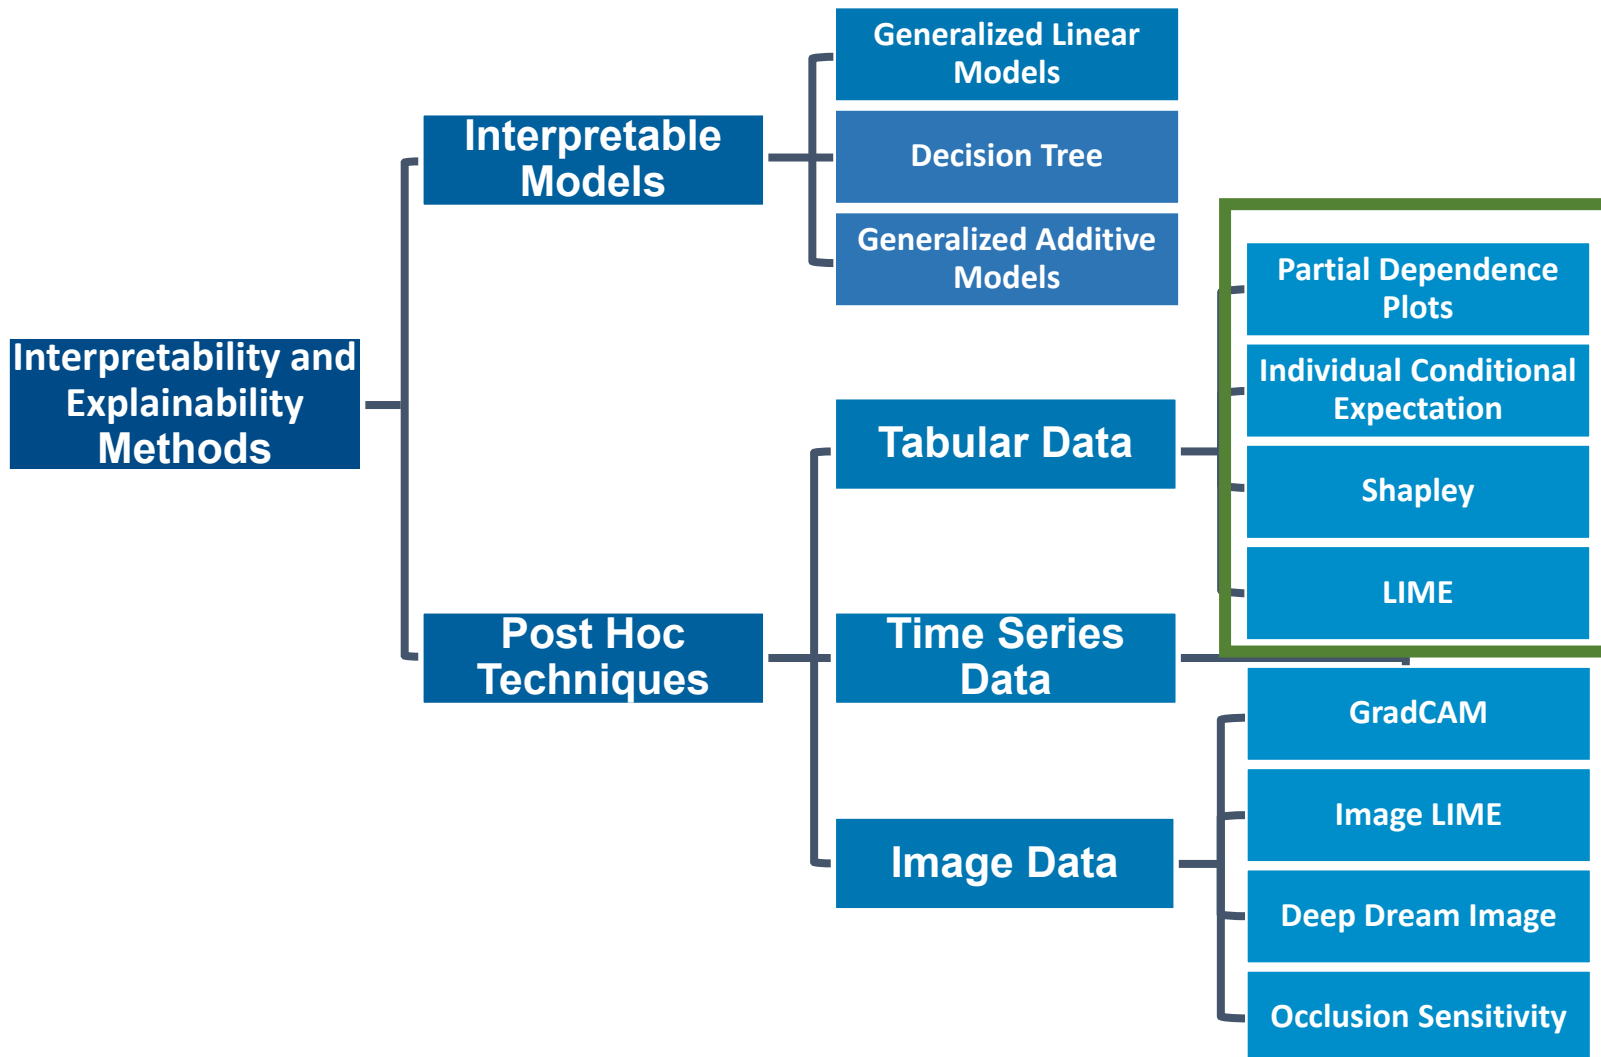 Generalized Linear
Models
Interpretable
Models
Decision Tree
Generalized Additive
Models
Partial Dependence
Plots
Interpretability and
Explainability
Methods
Individual Conditional
Expectation
Tabular Data
Shapley
LIME
Post Hoc
Techniques
Time Series
Data
GradCAM
Image LIME
Image Data
Deep Dream Image
Occlusion Sensitivity